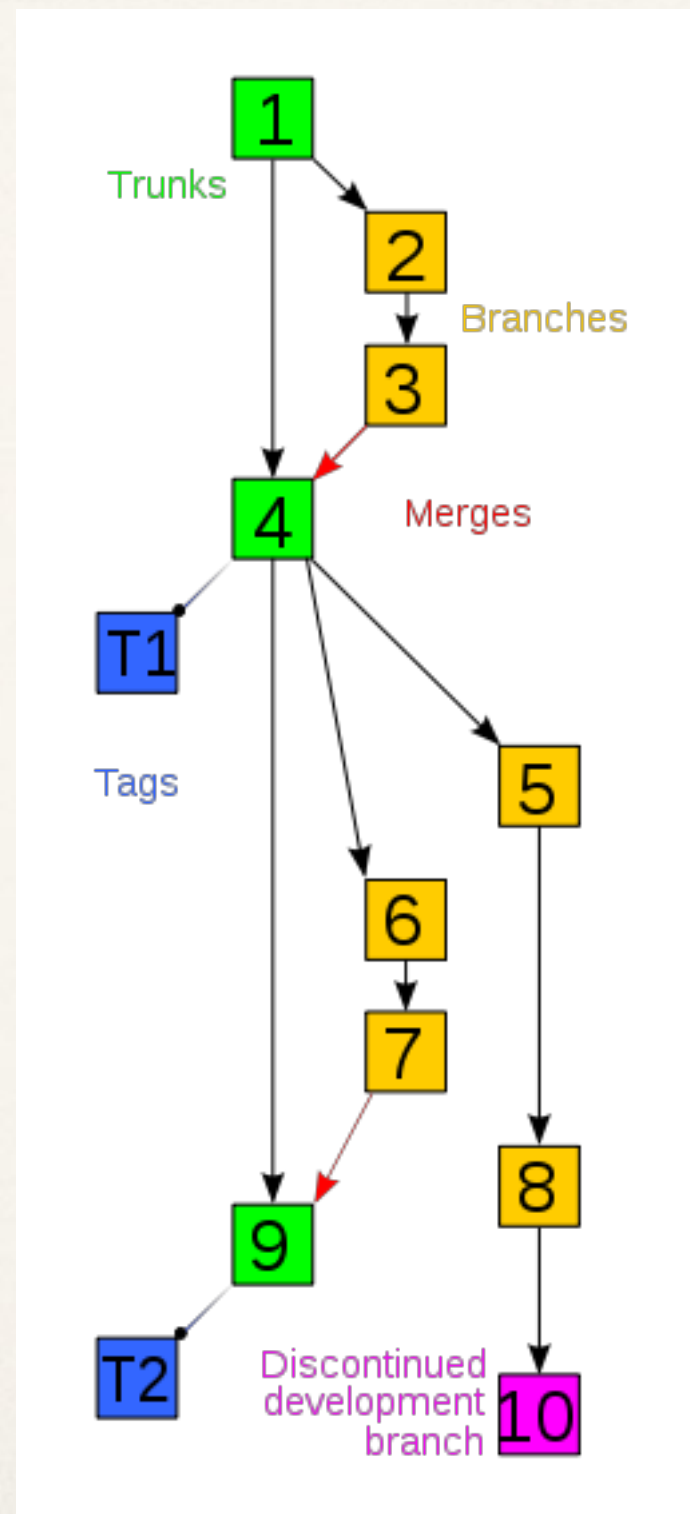 1
Trunks
2
Branches
3
4
Merges
T1
Tags
5
6
7
8
9
T2
Discontinued
development
branch
10